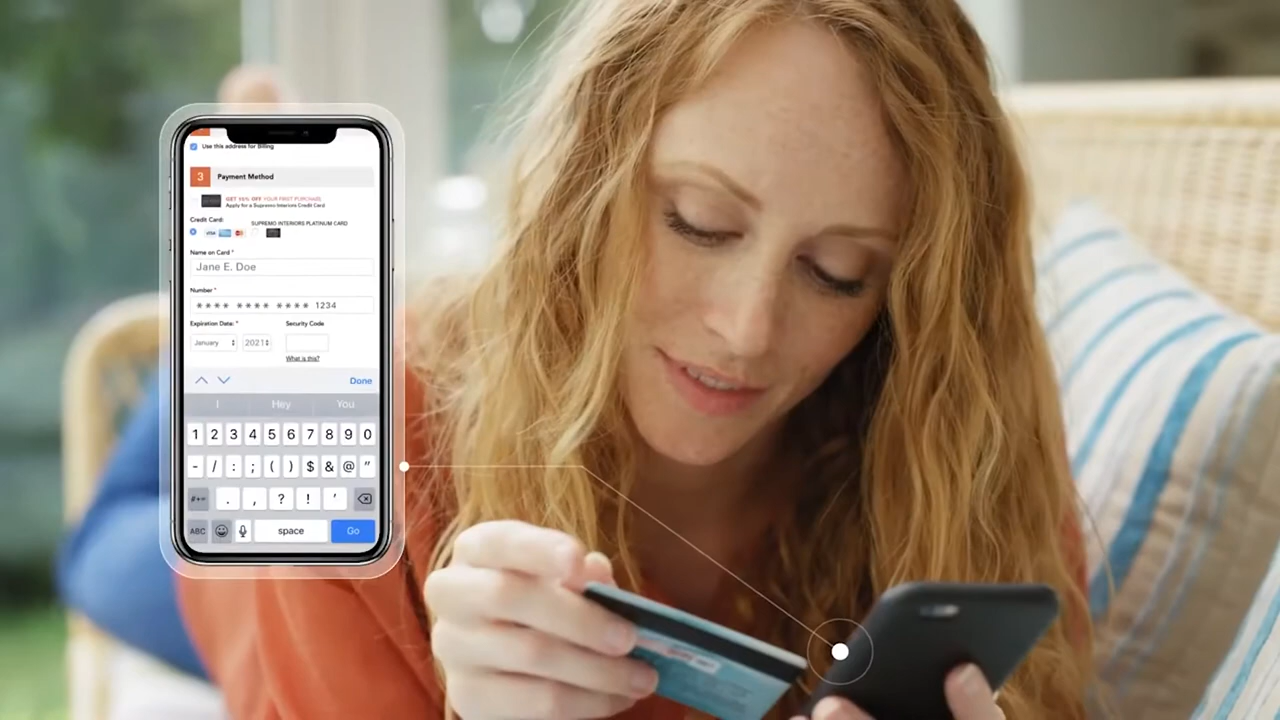 Use this address for Billing
3 Payment Method
GET 15% OFF YOUR FIRST PURCHASE
Apply for a Supremo Interiors Credit Card
Credit Card:
SUPREMO INTERIORS PLATINUM CARD
VISA
Name on Card *
Jane E. Doe
Number *
**** **** **** 1234
Expiration Date: * Security Code
January 2021
What is this?
Done
I Hey You
1 2 3 4 5 6 7 8 9 0
- / : ; ( ) $ & @ "
#+= . , ? ! '
ABC space Go